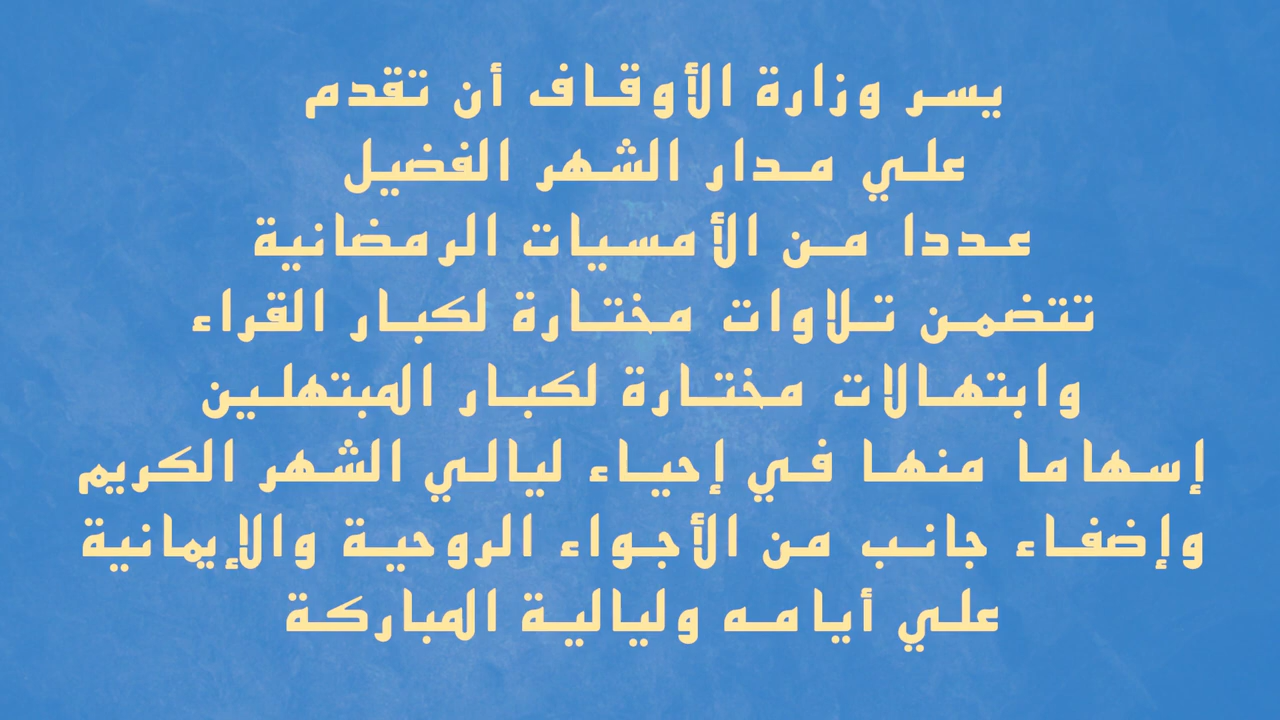 يسر وزارة الأوقاف أن تقدم
علي مدار الشهر الفضيل
عددا من الأمسيات الرمضانية
تتضمن تلاوات مختارة لكبار القراء
وابتهالات مختارة لكبار المبتهلين
إسهاما منها في إحياء ليالي الشهر الكريم
وإضفاء جانب من الأجواء الروحية والإيمانية
علي أيامه وليالية المباركة